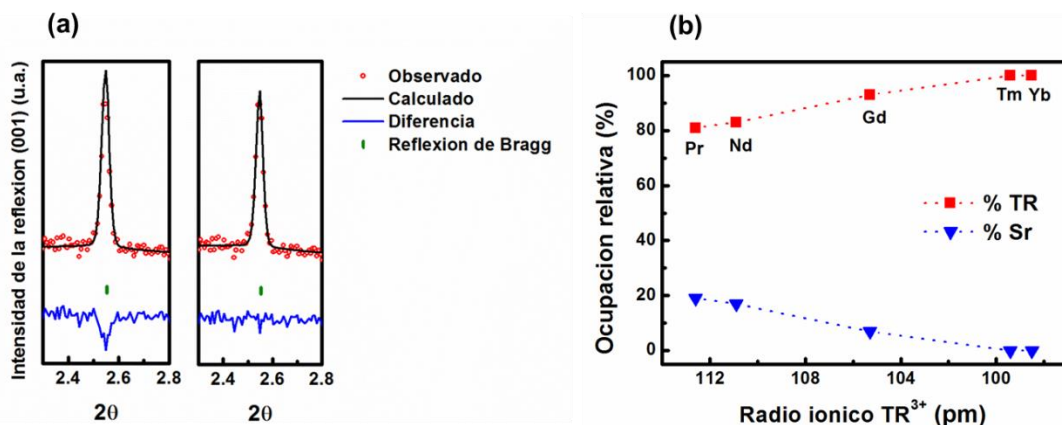 (a)
Intensidad de la reflexion (001) (u.a.)
Observado
Calculado
Diferencia
Reflexion de Bragg
2.4 2.6 2.8
2.4 2.6 2.8
2θ
2θ
(b)
Ocupacion relativa (%)
100
80
60
40
20
0
Pr
Nd
Gd
Tm Yb
% TR
% Sr
112 108 104 100
Radio ionico TR³⁺ (pm)